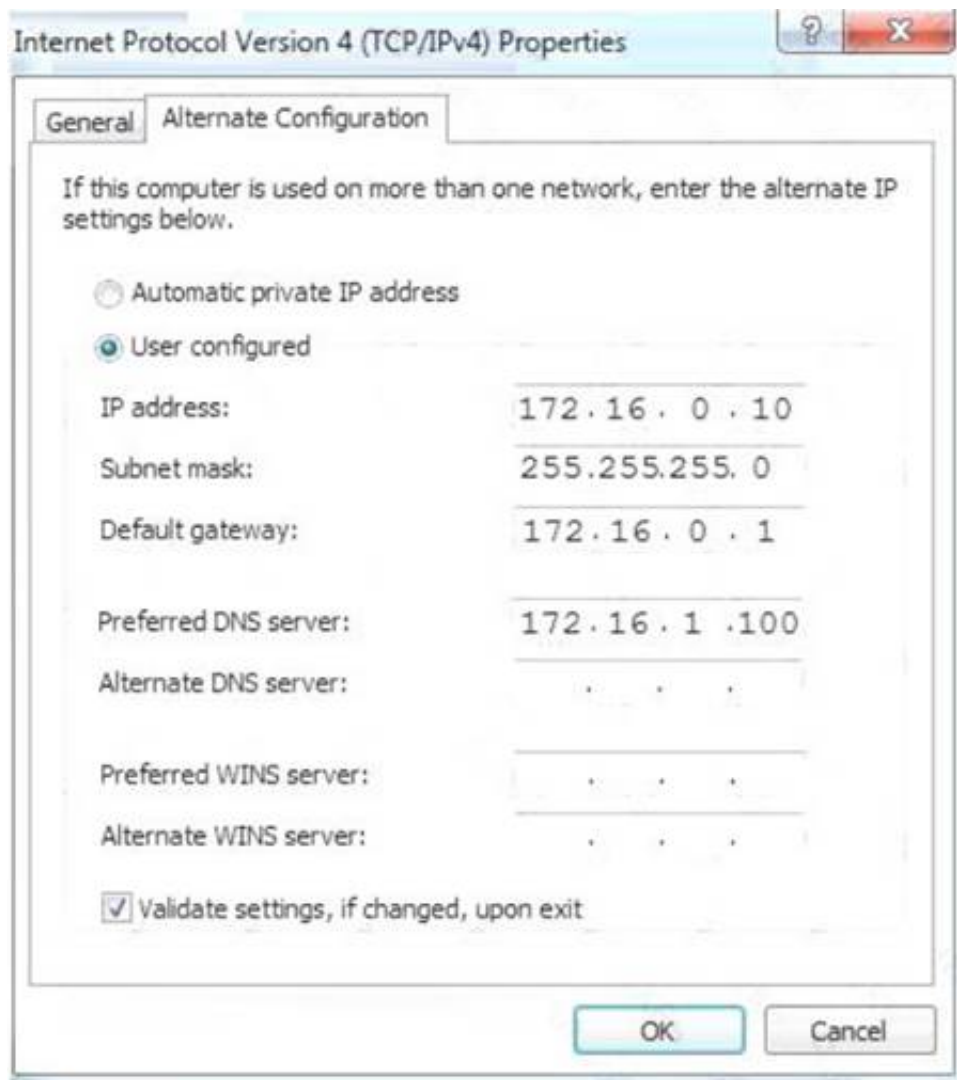 Internet Protocol Version 4 (TCP/IPv4) Properties
?
X
General
Alternate Configuration
If this computer is used on more than one network, enter the alternate IP
settings below.
Automatic private IP address
User configured
IP address: 172 . 16 . 0 . 10
Subnet mask: 255.255.255. 0
Default gateway: 172 . 16 . 0 . 1
Preferred DNS server: 172 . 16 . 1 .100
Alternate DNS server: . . .
Preferred WINS server: . . .
Alternate WINS server: . . .
Validate settings, if changed, upon exit
OK
Cancel